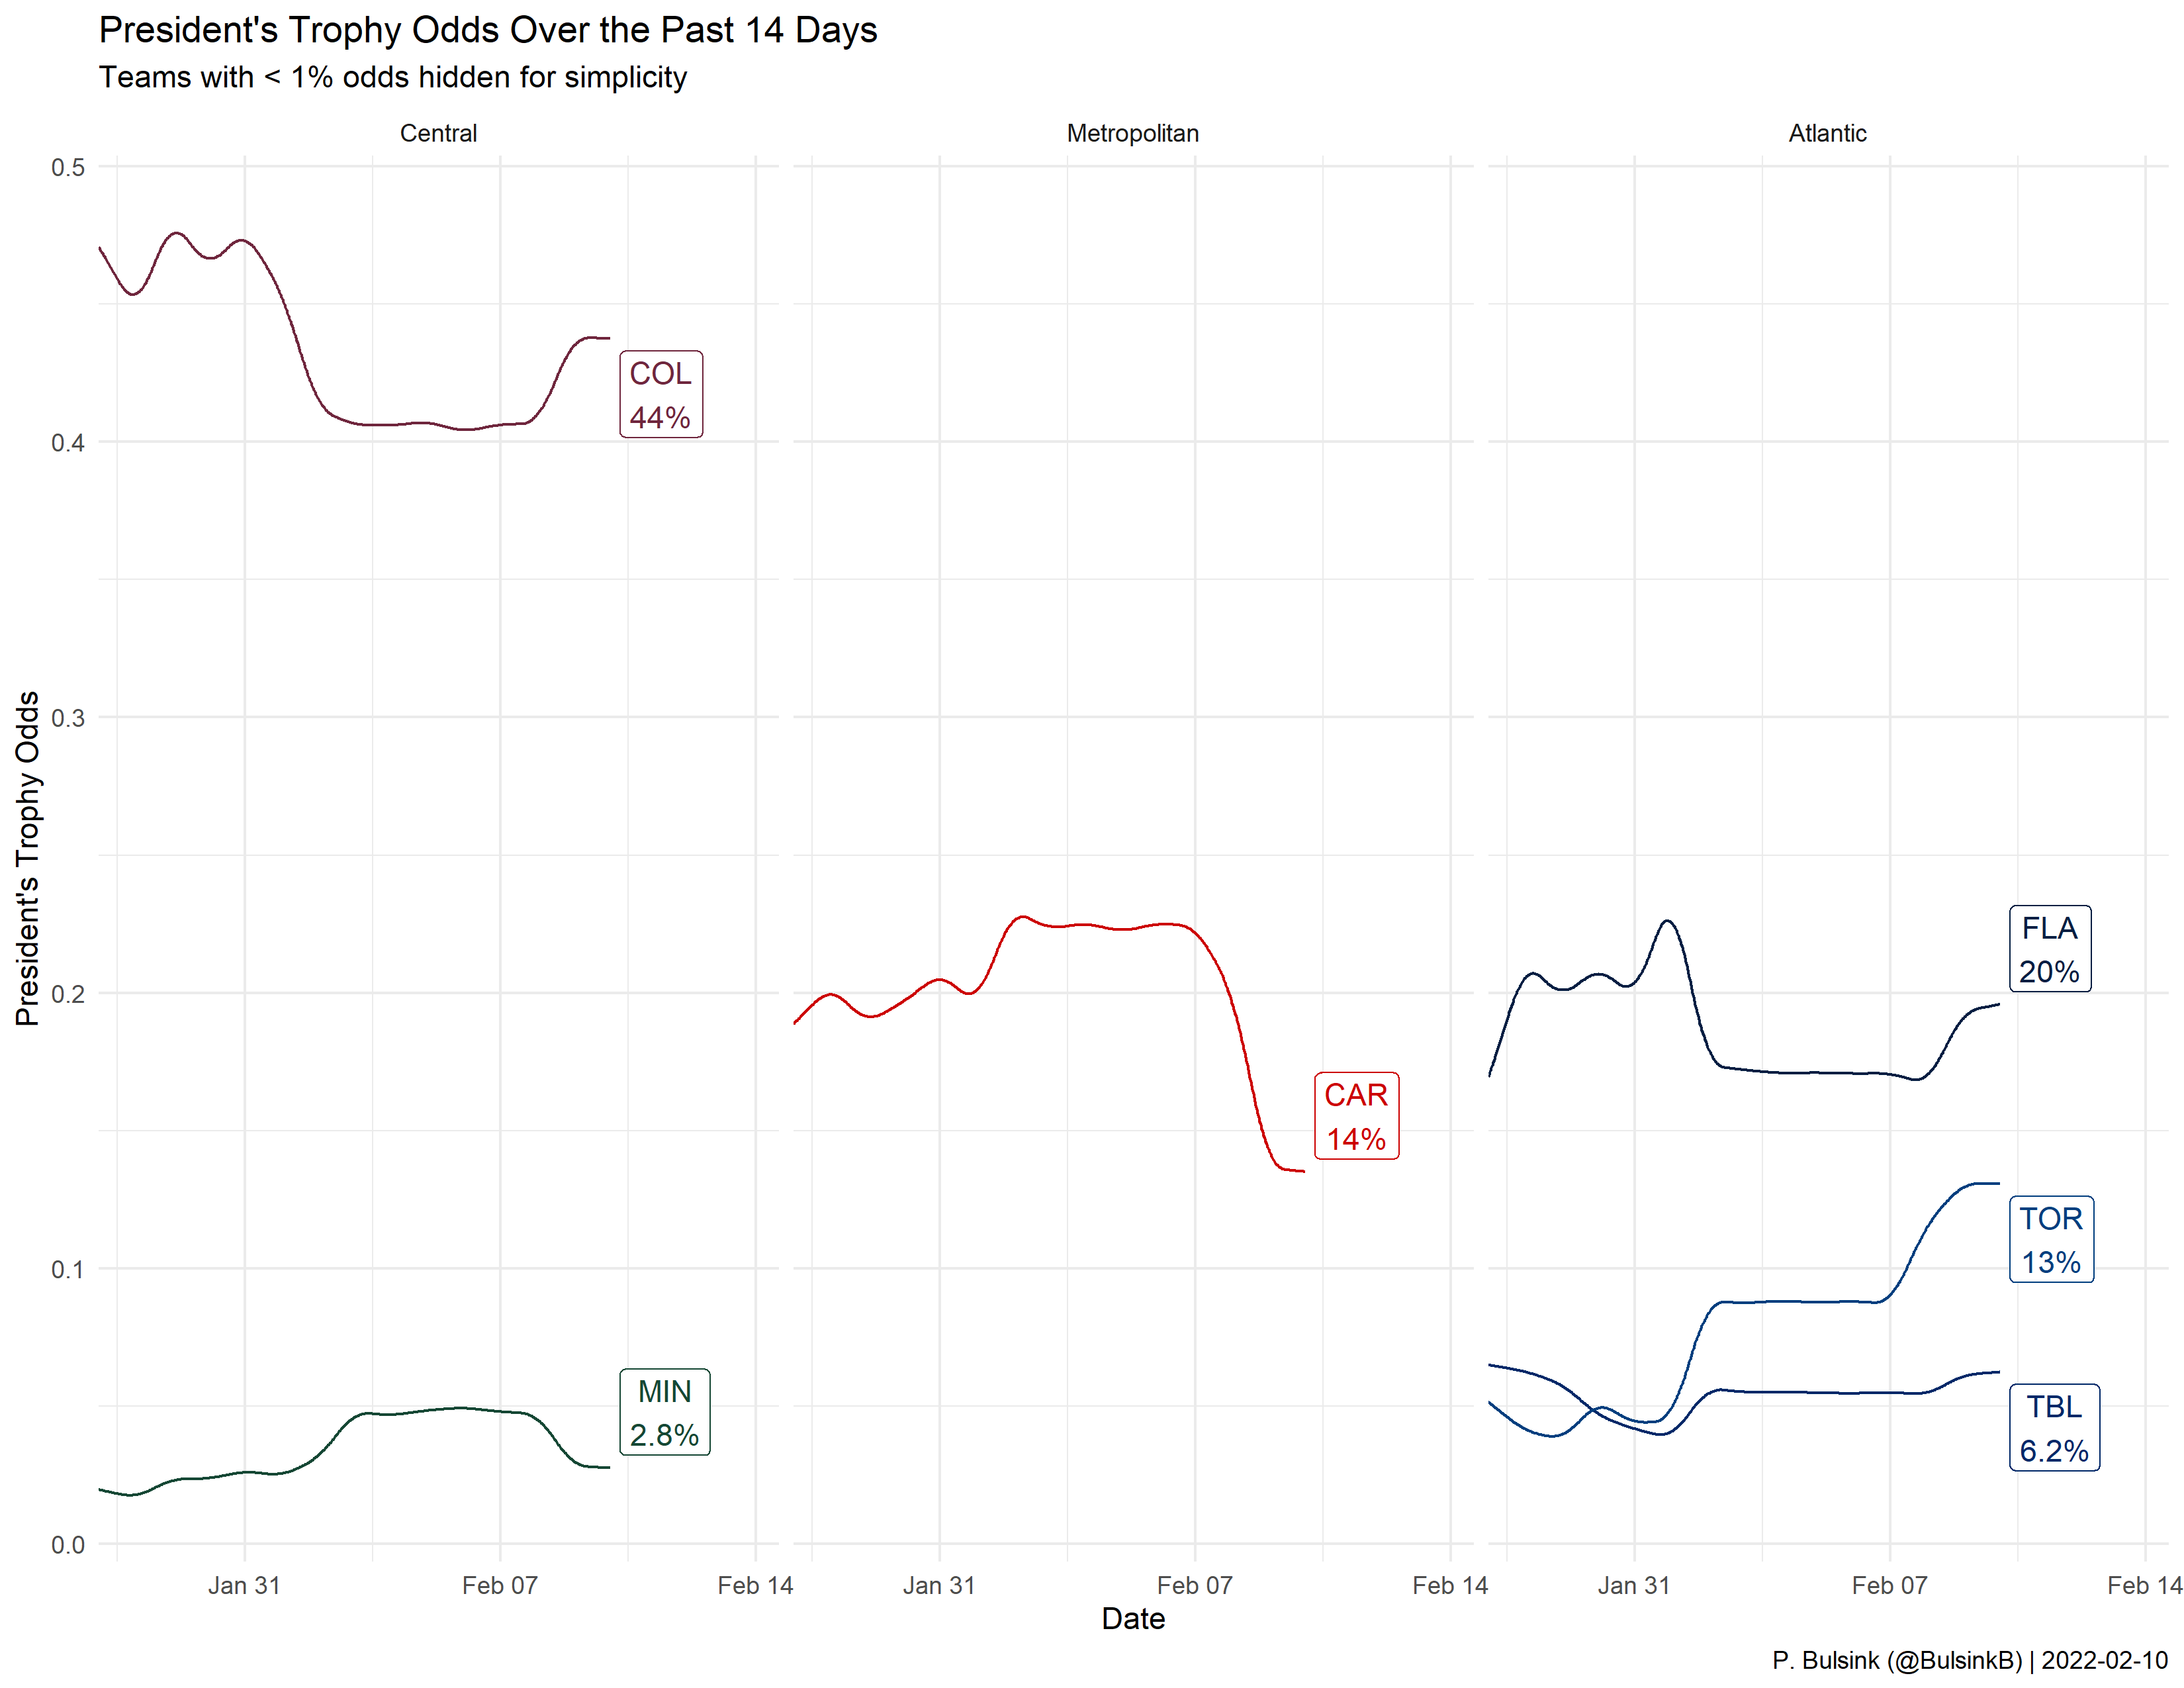 President's Trophy Odds Over the Past 14 Days
Teams with < 1% odds hidden for simplicity
Central
Metropolitan
Atlantic
President's Trophy Odds
0.5
0.4
0.3
0.2
0.1
0.0
COL
44%
MIN
2.8%
CAR
14%
FLA
20%
TOR
13%
TBL
6.2%
Jan 31
Feb 07
Feb 14
Jan 31
Feb 07
Feb 14
Jan 31
Feb 07
Feb 14
Date
P. Bulsink (@BulsinkB) | 2022-02-10